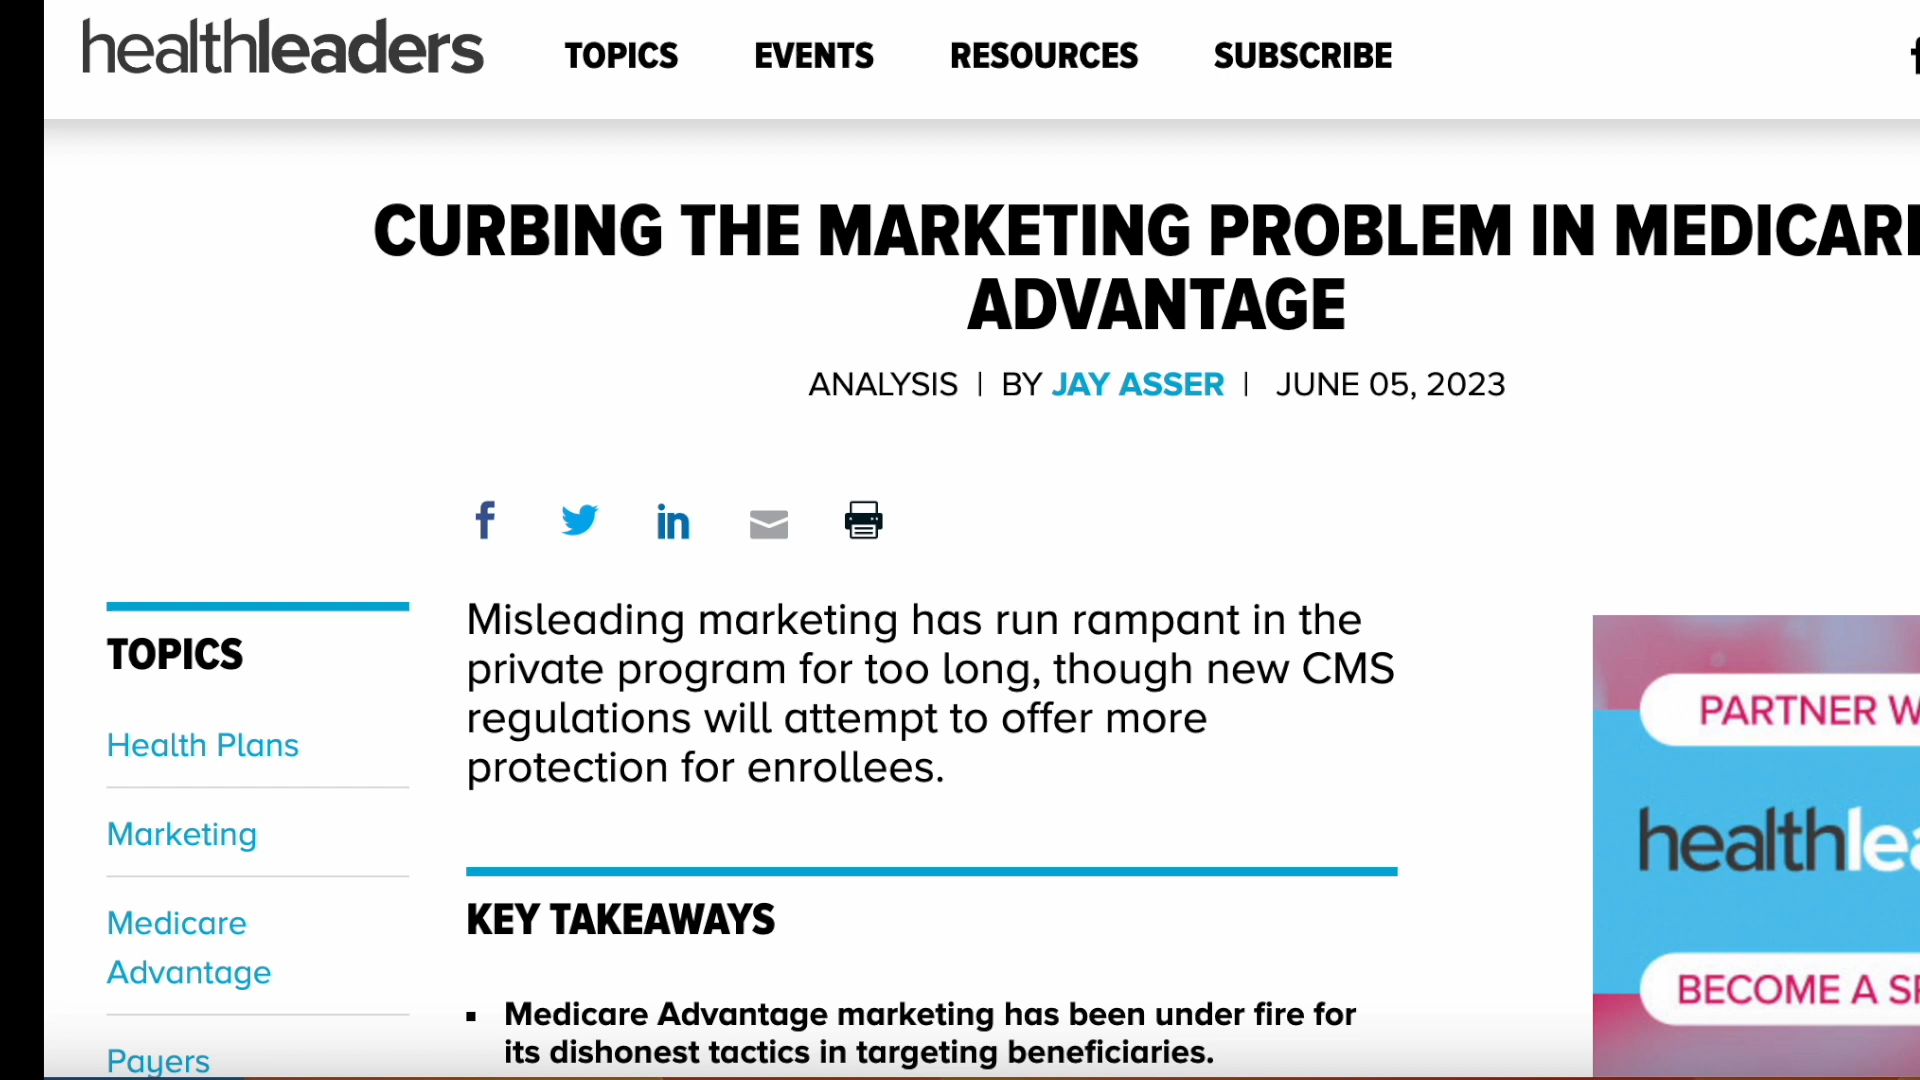 healthleaders
TOPICS EVENTS RESOURCES SUBSCRIBE
CURBING THE MARKETING PROBLEM IN
ADVANTAGE
ANALYSIS | BY JAY ASSER | JUNE 05, 2023
TOPICS
Health Plans
Marketing
Medicare
Advantage
Payers
Misleading marketing has run rampant in the
private program for too long, though new CMS
regulations will attempt to offer more
protection for enrollees.
KEY TAKEAWAYS
▪ Medicare Advantage marketing has been under fire for
its dishonest tactics in targeting beneficiaries.
PARTNER
health
BECOME A